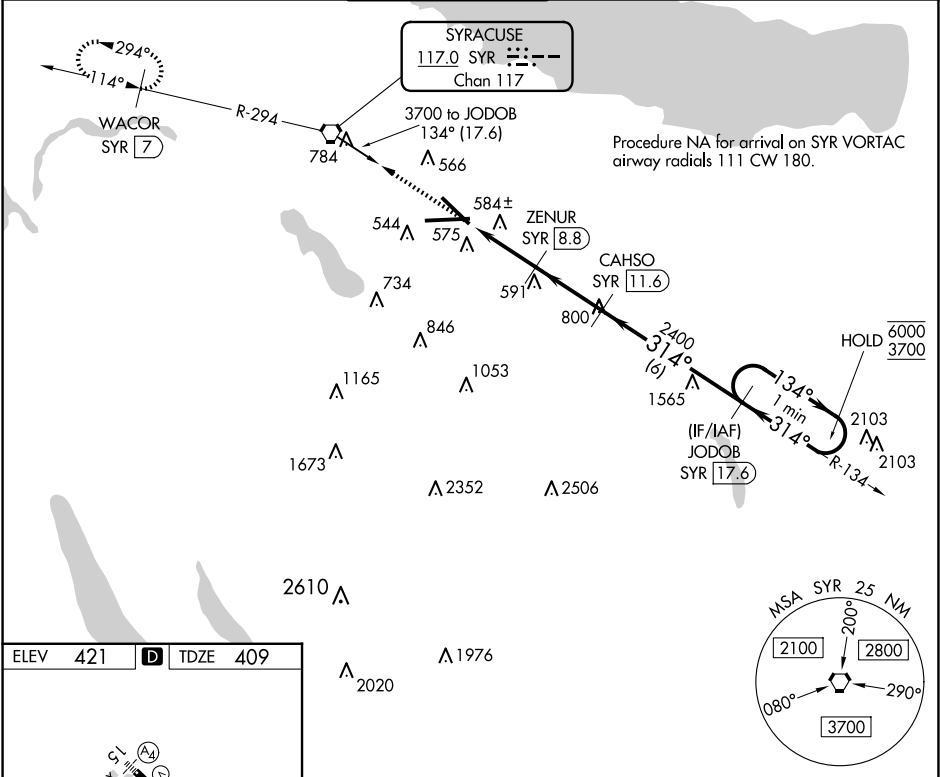 SYRACUSE
117.0 SYR
Chan 117
294°
114°
WACOR
SYR 7
R-294
3700 to JODOB
134° (17.6)
784
566
Procedure NA for arrival on SYR VORTAC
airway radials 111 CW 180.
584±
544
575
ZENUR
SYR 8.8
CAHSO
SYR 11.6
591
734
800
846
2400
314°
(6)
HOLD 6000
3700
1165
1053
1565
134°
1 min
314°
2103
2103
(IF/IAF)
JODOB
SYR 17.6
R-134
1673
2352
2506
2610
MSA SYR 25 NM
200°
2100
2800
080°
290°
3700
ELEV 421 D TDZE 409
1976
2020
15
A4